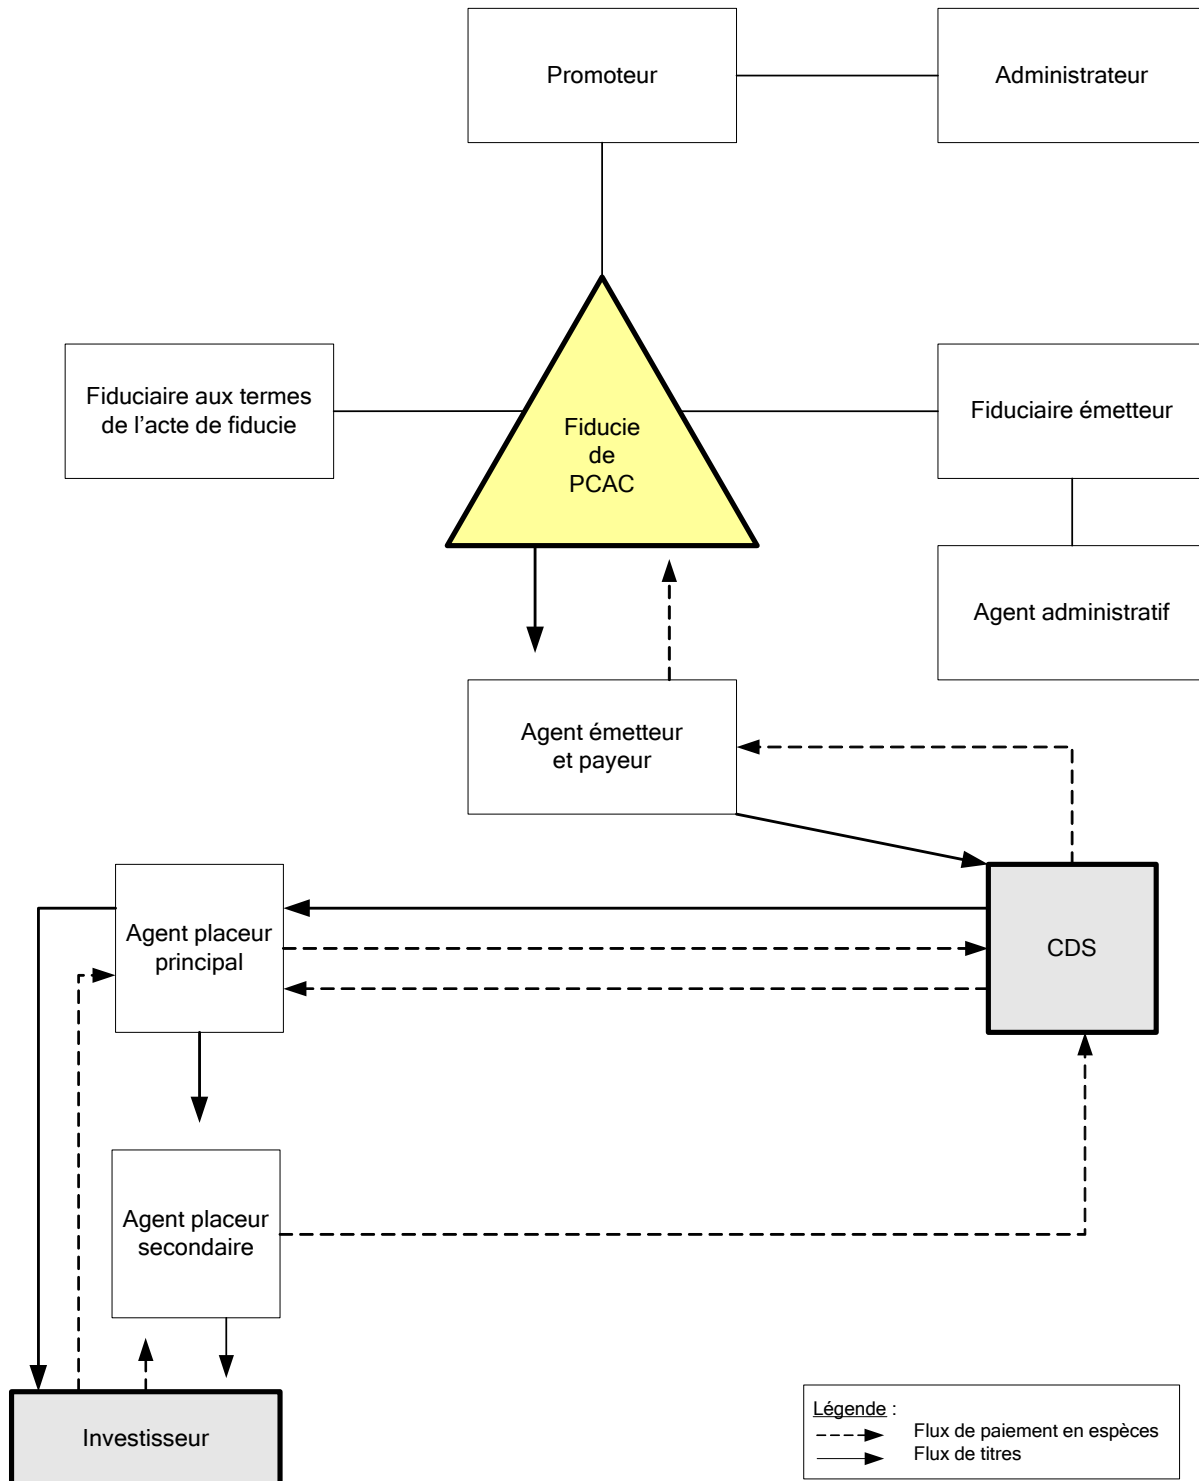 Promoteur
Administrateur
Fiduciaire aux termes
de l’acte de fiducie
Fiducie
de
PCAC
Fiduciaire émetteur
Agent administratif
Agent émetteur
et payeur
Agent placeur
principal
CDS
Agent placeur
secondaire
Investisseur
Légende :
Flux de paiement en espèces
Flux de titres